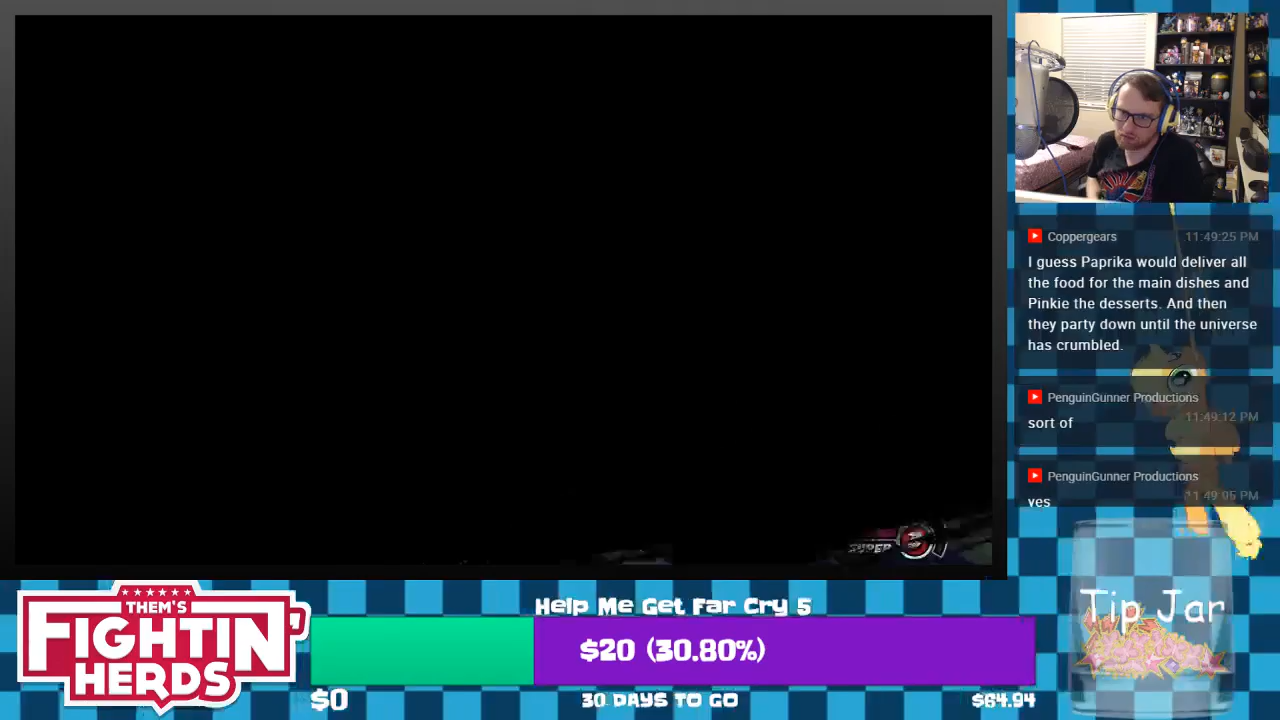 Coppergears 11:49:25 PM
I guess Paprika would deliver all
the food for the main dishes and
Pinkie the desserts. And then
they party down until the universe
has crumbled.
PenguinGunner Productions
11:49:12 PM
sort of
PenguinGunner Productions
11:49:05 PM
yes
SUPER 3
THEM'S
FIGHTIN'
HERDS
Help Me Get Far Cry 5
$20 (30.80%)
$0
30 DAYS TO GO
$64.94
Tip Jar